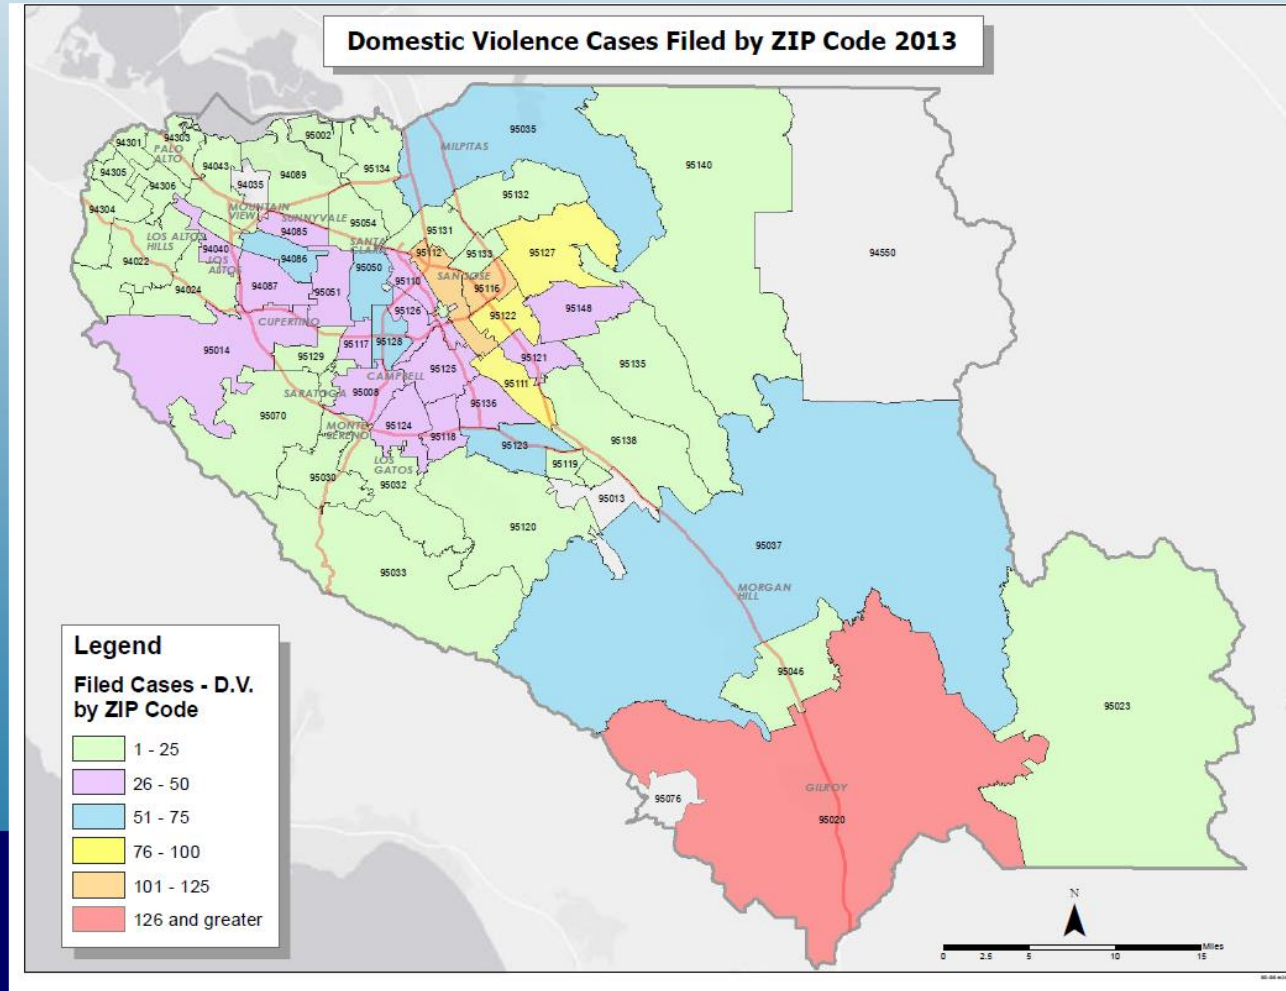 Domestic Violence Cases Filed by ZIP Code 2013
95035
MILPITAS
95002
94303
94301
PALO
ALTO
94043
95134
95140
94305
94306
94035
94089
95132
94304
MOUNTAIN
VIEW
SUNNYVALE
94085
95054
95131
LOS ALTOS
HILLS
94040
LOS
ALTOS
SANTA
CLARA
95112
95133
95127
94550
94022
94086
95050
SAN JOSE
94024
94087
95051
95110
95116
95126
95122
95148
CUPERTINO
95014
95129
95117
95128
95125
95121
95135
SARATOGA
CAMPBELL
95008
95111
95070
95136
MONTE
SERENO
95124
95118
95123
95138
LOS
GATOS
95119
95030
95032
95013
95120
95037
95033
MORGAN
HILL
95046
95023
95076
GILROY
95020
Legend
Filed Cases - D.V.
by ZIP Code
1 - 25
26 - 50
51 - 75
76 - 100
101 - 125
126 and greater
N
Miles
0 2.5 5 10 15